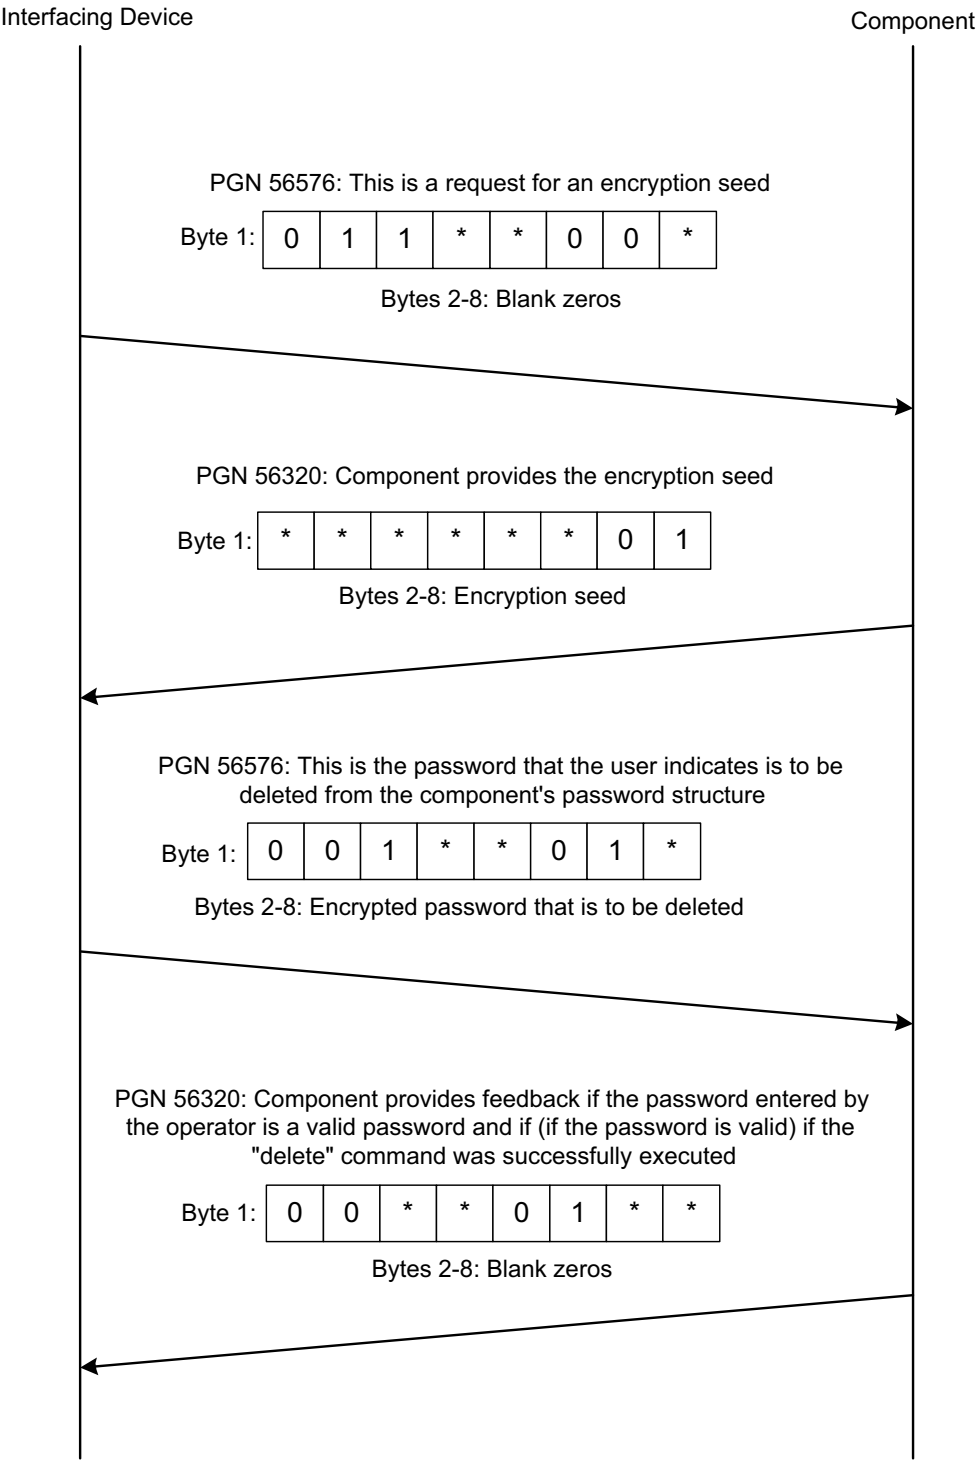 Interfacing Device
Component
PGN 56576: This is a request for an encryption seed
Byte 1: 0 1 1 * * 0 0 *
Bytes 2-8: Blank zeros
PGN 56320: Component provides the encryption seed
Byte 1: * * * * * * 0 1
Bytes 2-8: Encryption seed
PGN 56576: This is the password that the user indicates is to be
deleted from the component's password structure
Byte 1: 0 0 1 * * 0 1 *
Bytes 2-8: Encrypted password that is to be deleted
PGN 56320: Component provides feedback if the password entered by
the operator is a valid password and if (if the password is valid) if the
"delete" command was successfully executed
Byte 1: 0 0 * * 0 1 * *
Bytes 2-8: Blank zeros